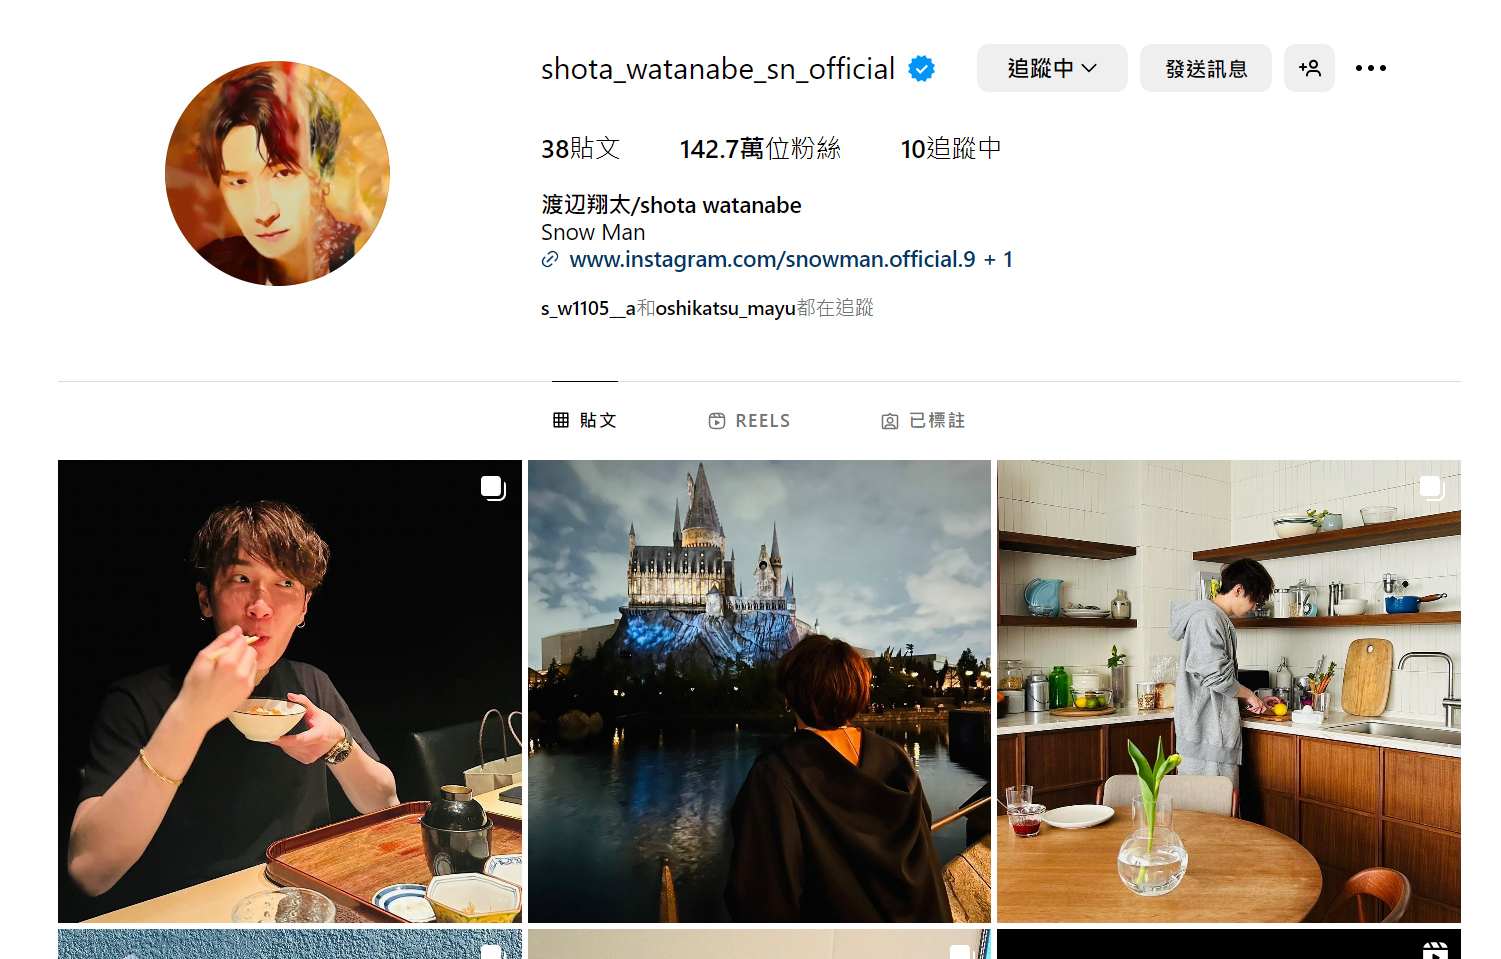 shota_watanabe_sn_official
追蹤中
發送訊息
38貼文 142.7萬位粉絲 10追蹤中
渡辺翔太/shota watanabe
Snow Man
www.instagram.com/snowman.official.9 + 1
s_w1105__a和oshikatsu_mayu都在追蹤
貼文
REELS
已標註